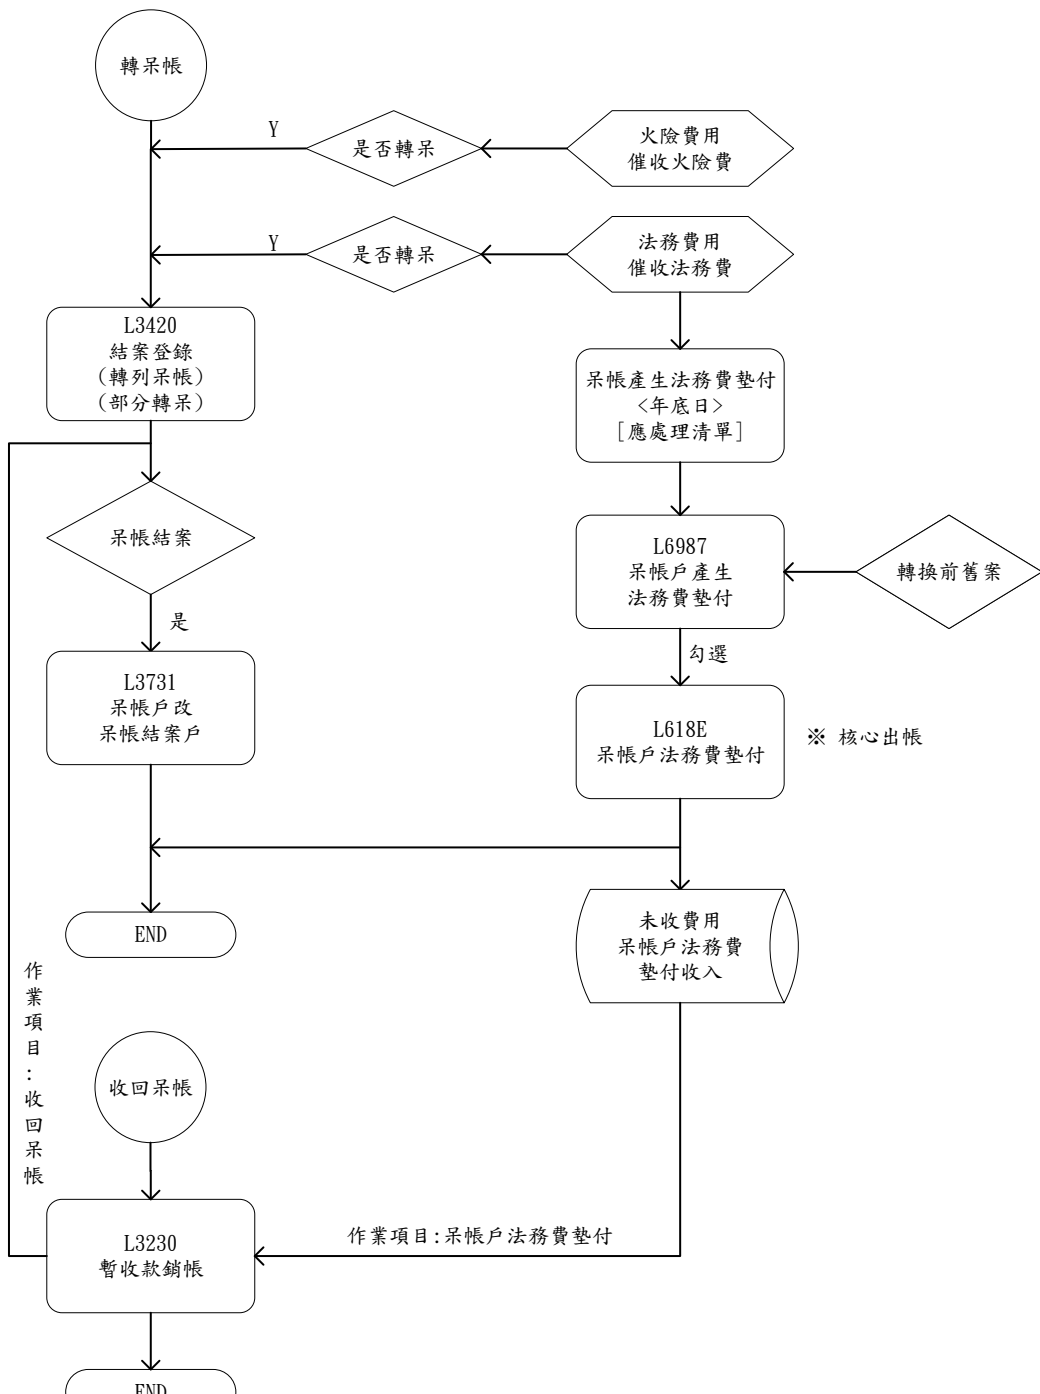 轉呆帳
Y
是否轉呆
火險費用
催收火險費
Y
是否轉呆
法務費用
催收法務費
L3420
結案登錄
(轉列呆帳)
(部分轉呆)
呆帳產生法務費墊付
<年底日>
[應處理清單]
呆帳結案
L6987
呆帳戶產生
法務費墊付
轉換前舊案
是
勾選
L3731
呆帳戶改
呆帳結案戶
L618E
呆帳戶法務費墊付
※ 核心出帳
END
未收費用
呆帳戶法務費
墊付收入
作業項目:收回呆帳
收回呆帳
作業項目:呆帳戶法務費墊付
L3230
暫收款銷帳
END